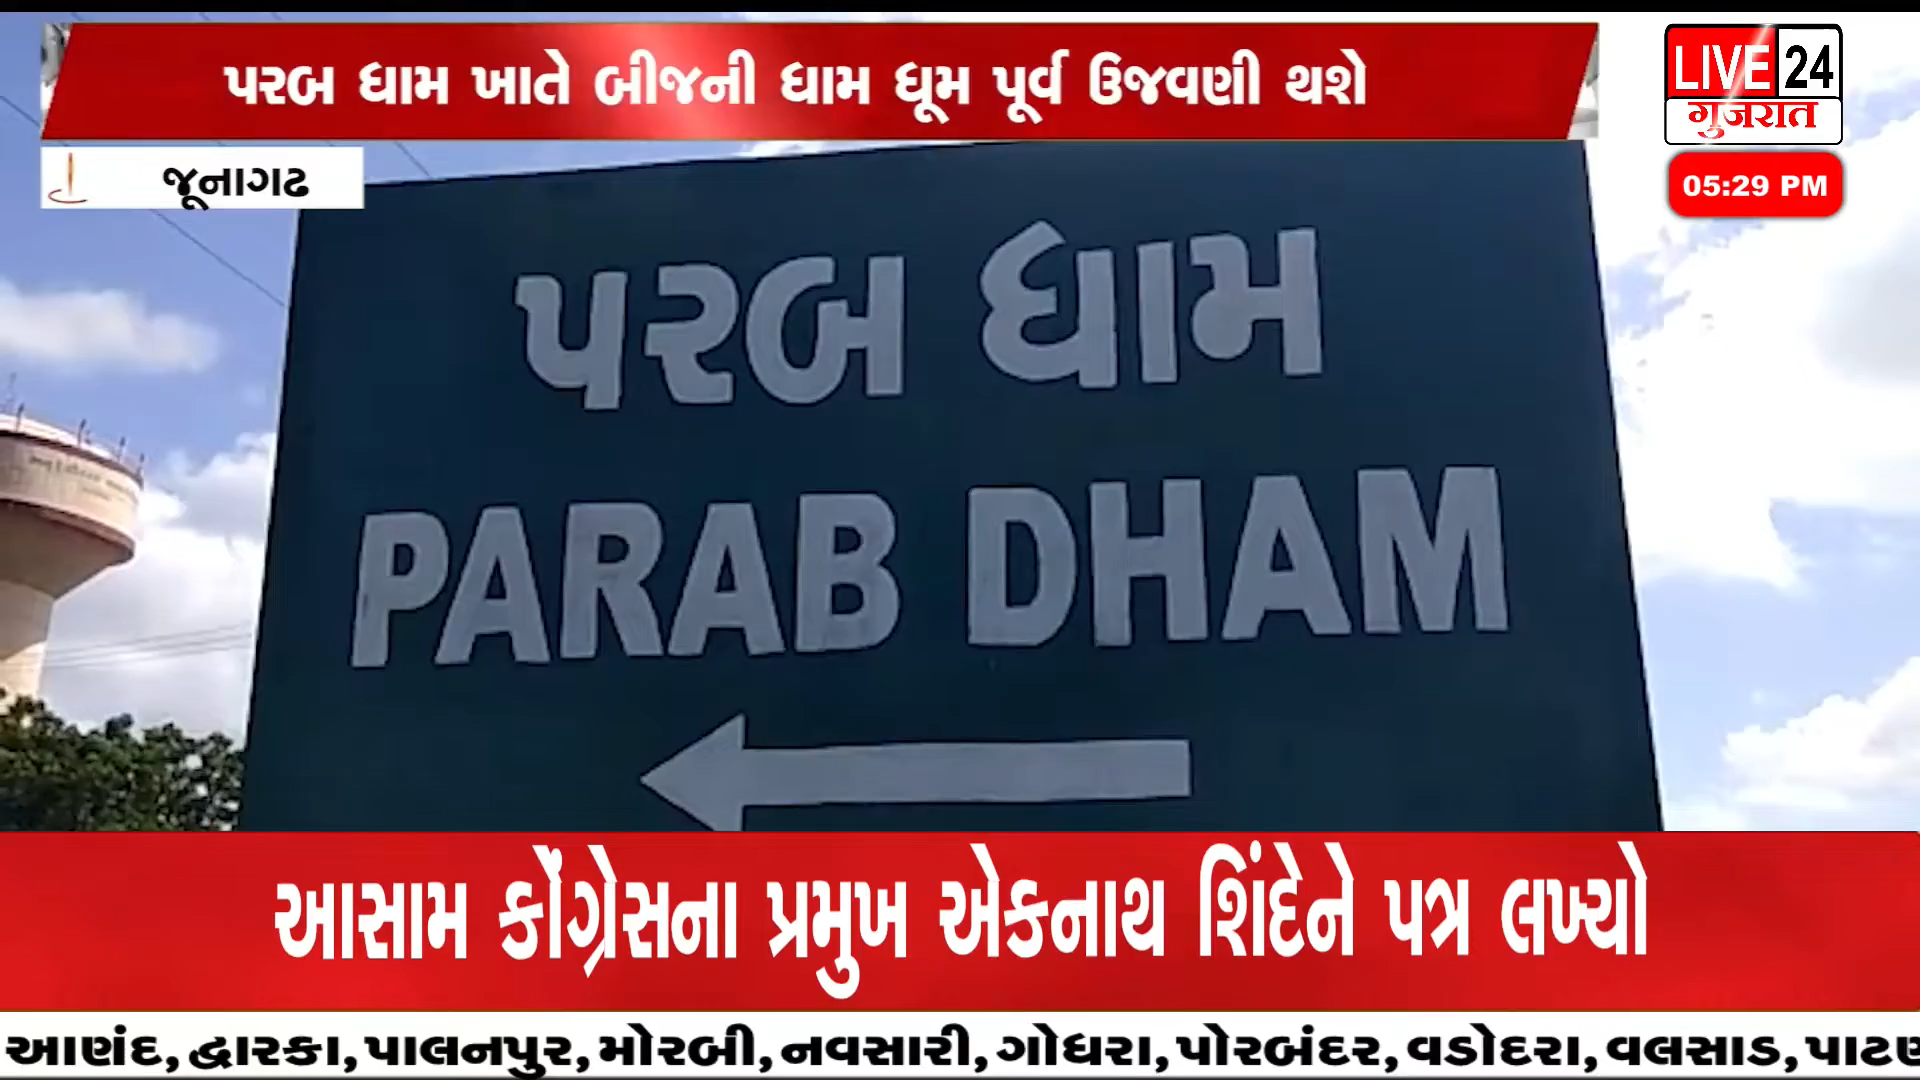 પરબ ધામ ખાતે બીજની ધામ ધૂમ પૂર્વ ઉજવણી થશે
LIVE 24
ગુજરાત
જૂનાગઢ
05:29 PM
પરબ ધામ
PARAB DHAM
આસામ કોંગ્રેસના પ્રમુખ એકનાથ શિંદેને પત્ર લખ્યો
આણંદ,દ્વારકા,પાલનપુર,મોરબી,નવસારી,ગોધરા,પોરબંદર,વડોદરા,વલસાડ,પાટણ